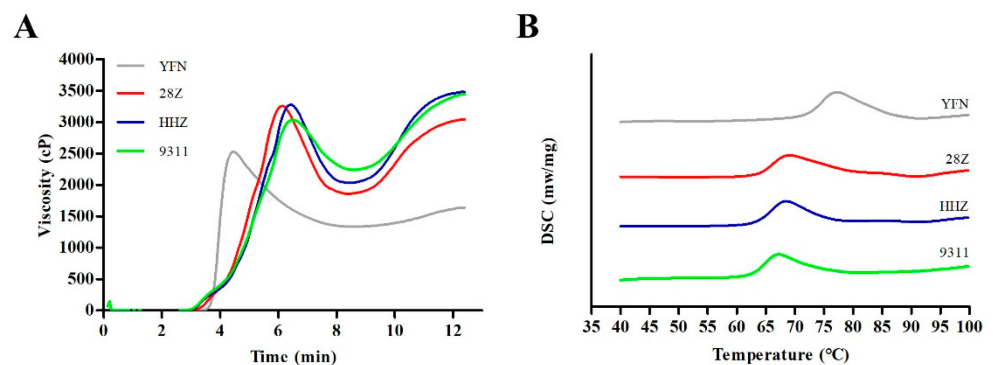 A
Viscosity (cP)
4000
3500
3000
2500
2000
1500
1000
500
0
YFN
28Z
HHZ
9311
0 2 4 6 8 10 12
Time (min)
B
DSC (mw/mg)
YFN
28Z
HHZ
9311
35 40 45 50 55 60 65 70 75 80 85 90 95 100
Temperature (°C)